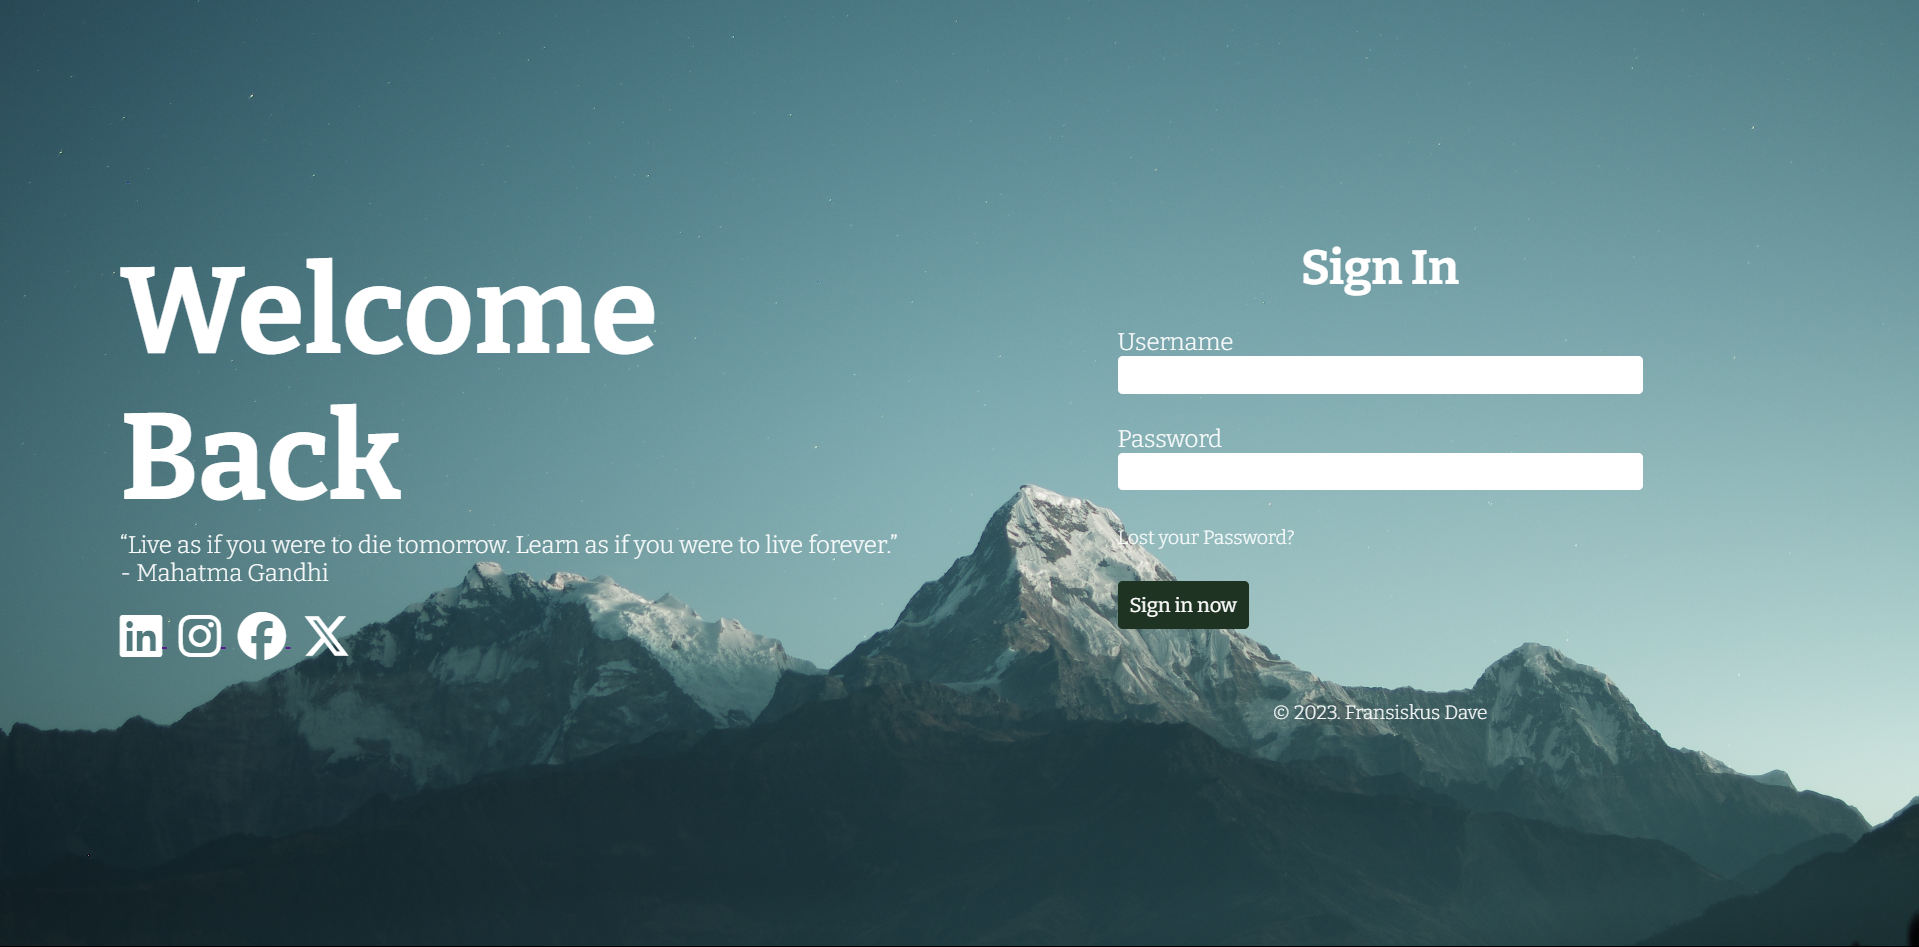 Welcome
Back
“Live as if you were to die tomorrow. Learn as if you were to live forever.”
- Mahatma Gandhi
Sign In
Username
Password
Lost your Password?
Sign in now
© 2023. Fransiskus Dave